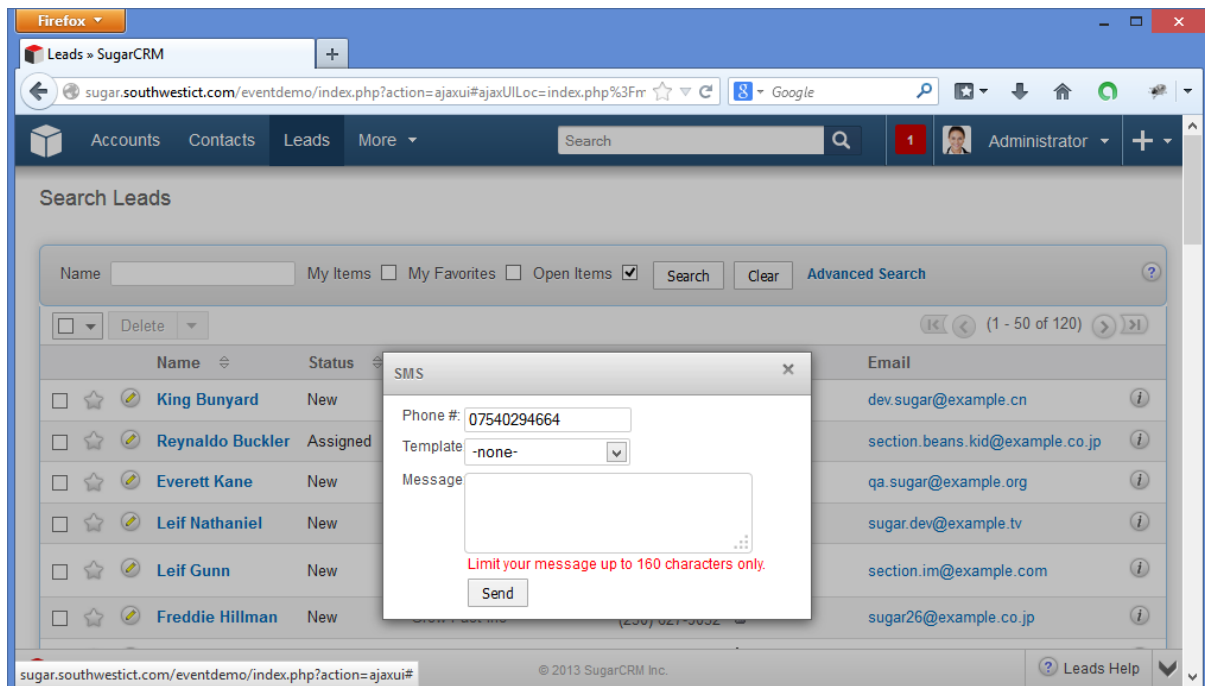 Firefox
Leads » SugarCRM
sugar.southwestict.com/eventdemo/index.php?action=ajaxui#ajaxUILoc=index.php%3Fm
8 Google
Accounts Contacts Leads More Search 1 Administrator
Search Leads
Name My Items My Favorites Open Items Search Clear Advanced Search ?
Delete (1 - 50 of 120)
Name Status Email
King Bunyard New dev.sugar@example.cn
Reynaldo Buckler Assigned section.beans.kid@example.co.jp
Everett Kane New qa.sugar@example.org
Leif Nathaniel New sugar.dev@example.tv
Leif Gunn New section.im@example.com
Freddie Hillman New sugar26@example.co.jp
SMS
Phone #: 07540294664
Template -none-
Message
Limit your message up to 160 characters only.
Send
sugar.southwestict.com/eventdemo/index.php?action=ajaxui#
© 2013 SugarCRM Inc.
? Leads Help